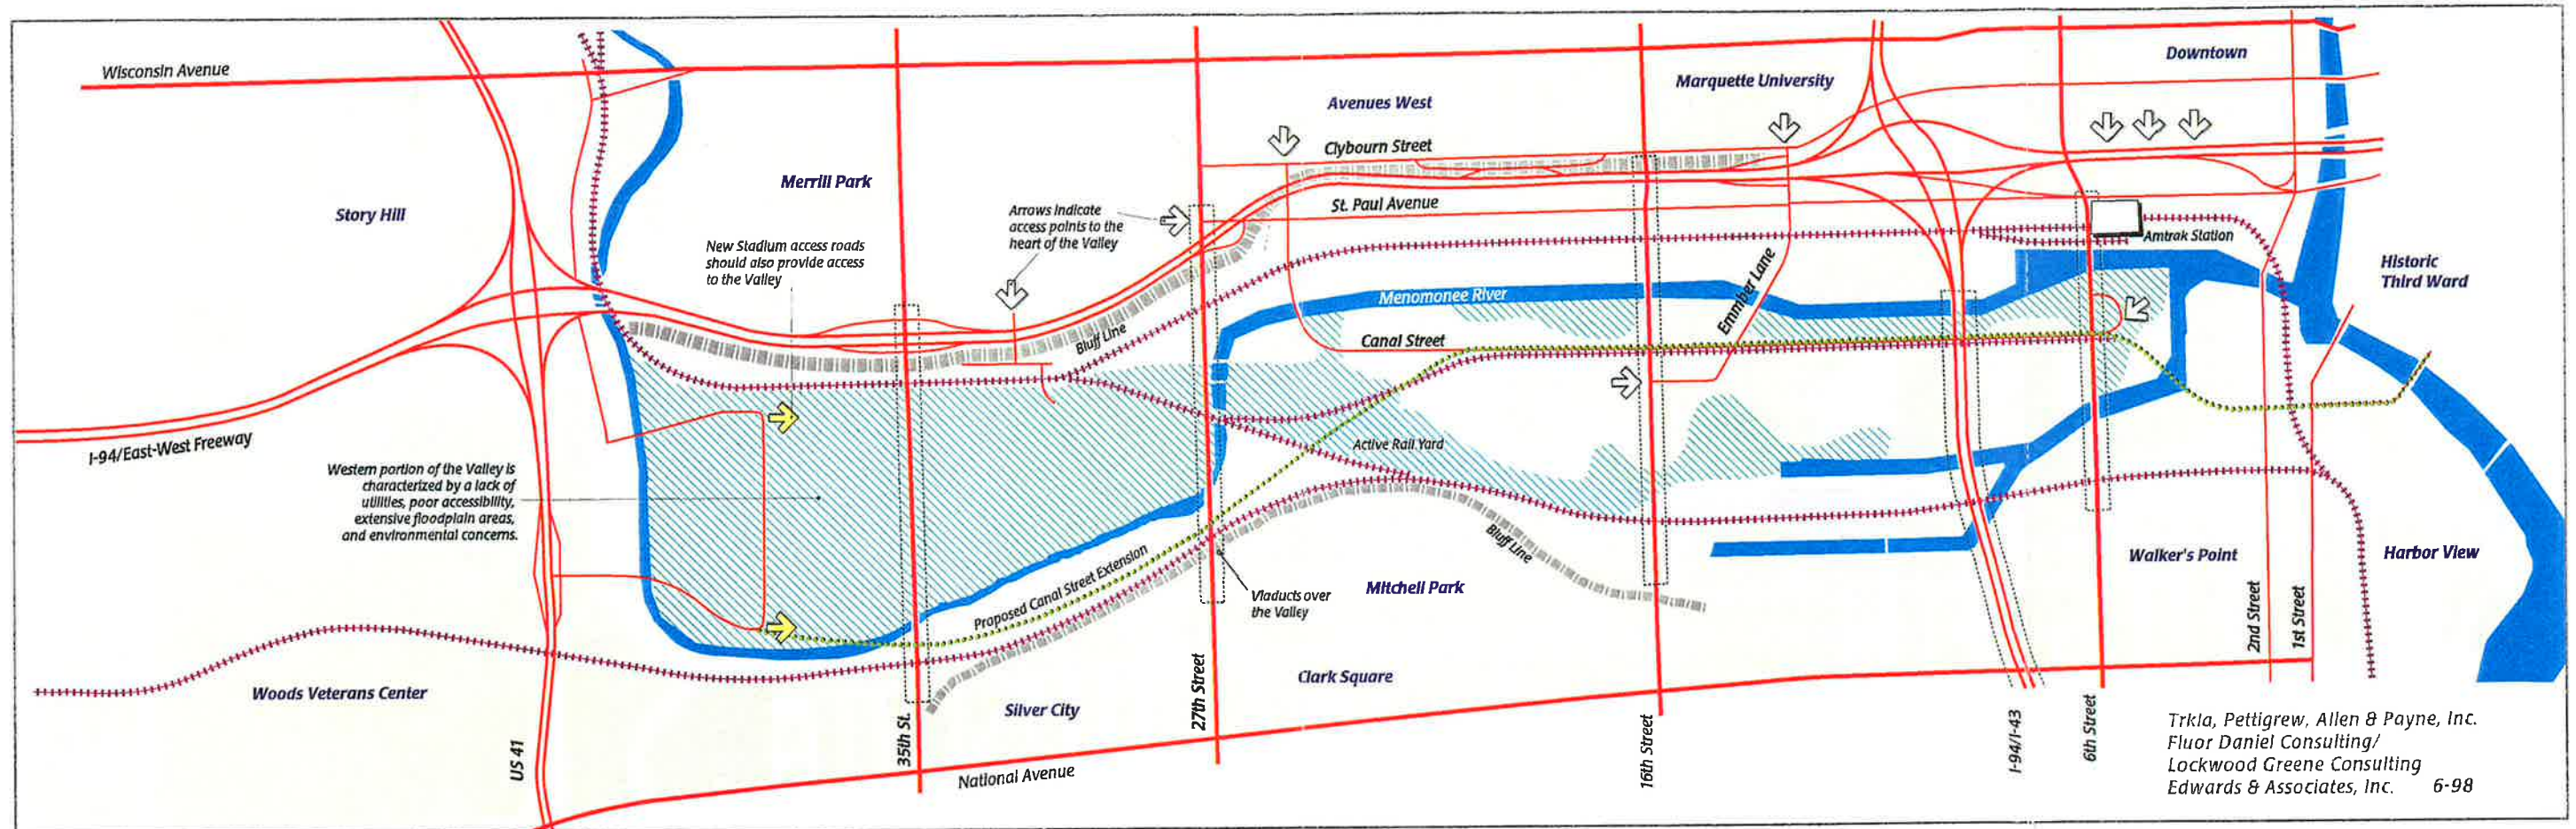 Wisconsin Avenue
Downtown
Marquette University
Avenues West
Clybourn Street
Merrill Park
Story Hill
Arrows indicate
access points to the
heart of the Valley
St. Paul Avenue
New Stadium access roads
should also provide access
to the Valley
Amtrak Station
Historic
Third Ward
Menomonee River
Emmber Lane
Bluff Line
Canal Street
I-94/East-West Freeway
Active Rail Yard
Western portion of the Valley is
characterized by a lack of
utilities, poor accessibility,
extensive floodplain areas,
and environmental concerns.
Bluff Line
Walker's Point
Harbor View
Proposed Canal Street Extension
Mitchell Park
Viaducts over
the Valley
2nd Street
1st Street
Woods Veterans Center
Clark Square
Silver City
27th Street
35th St.
16th Street
I-94/I-43
6th Street
US 41
National Avenue
Trkla, Pettigrew, Allen & Payne, Inc.
Fluor Daniel Consulting/
Lockwood Greene Consulting
Edwards & Associates, Inc. 6-98